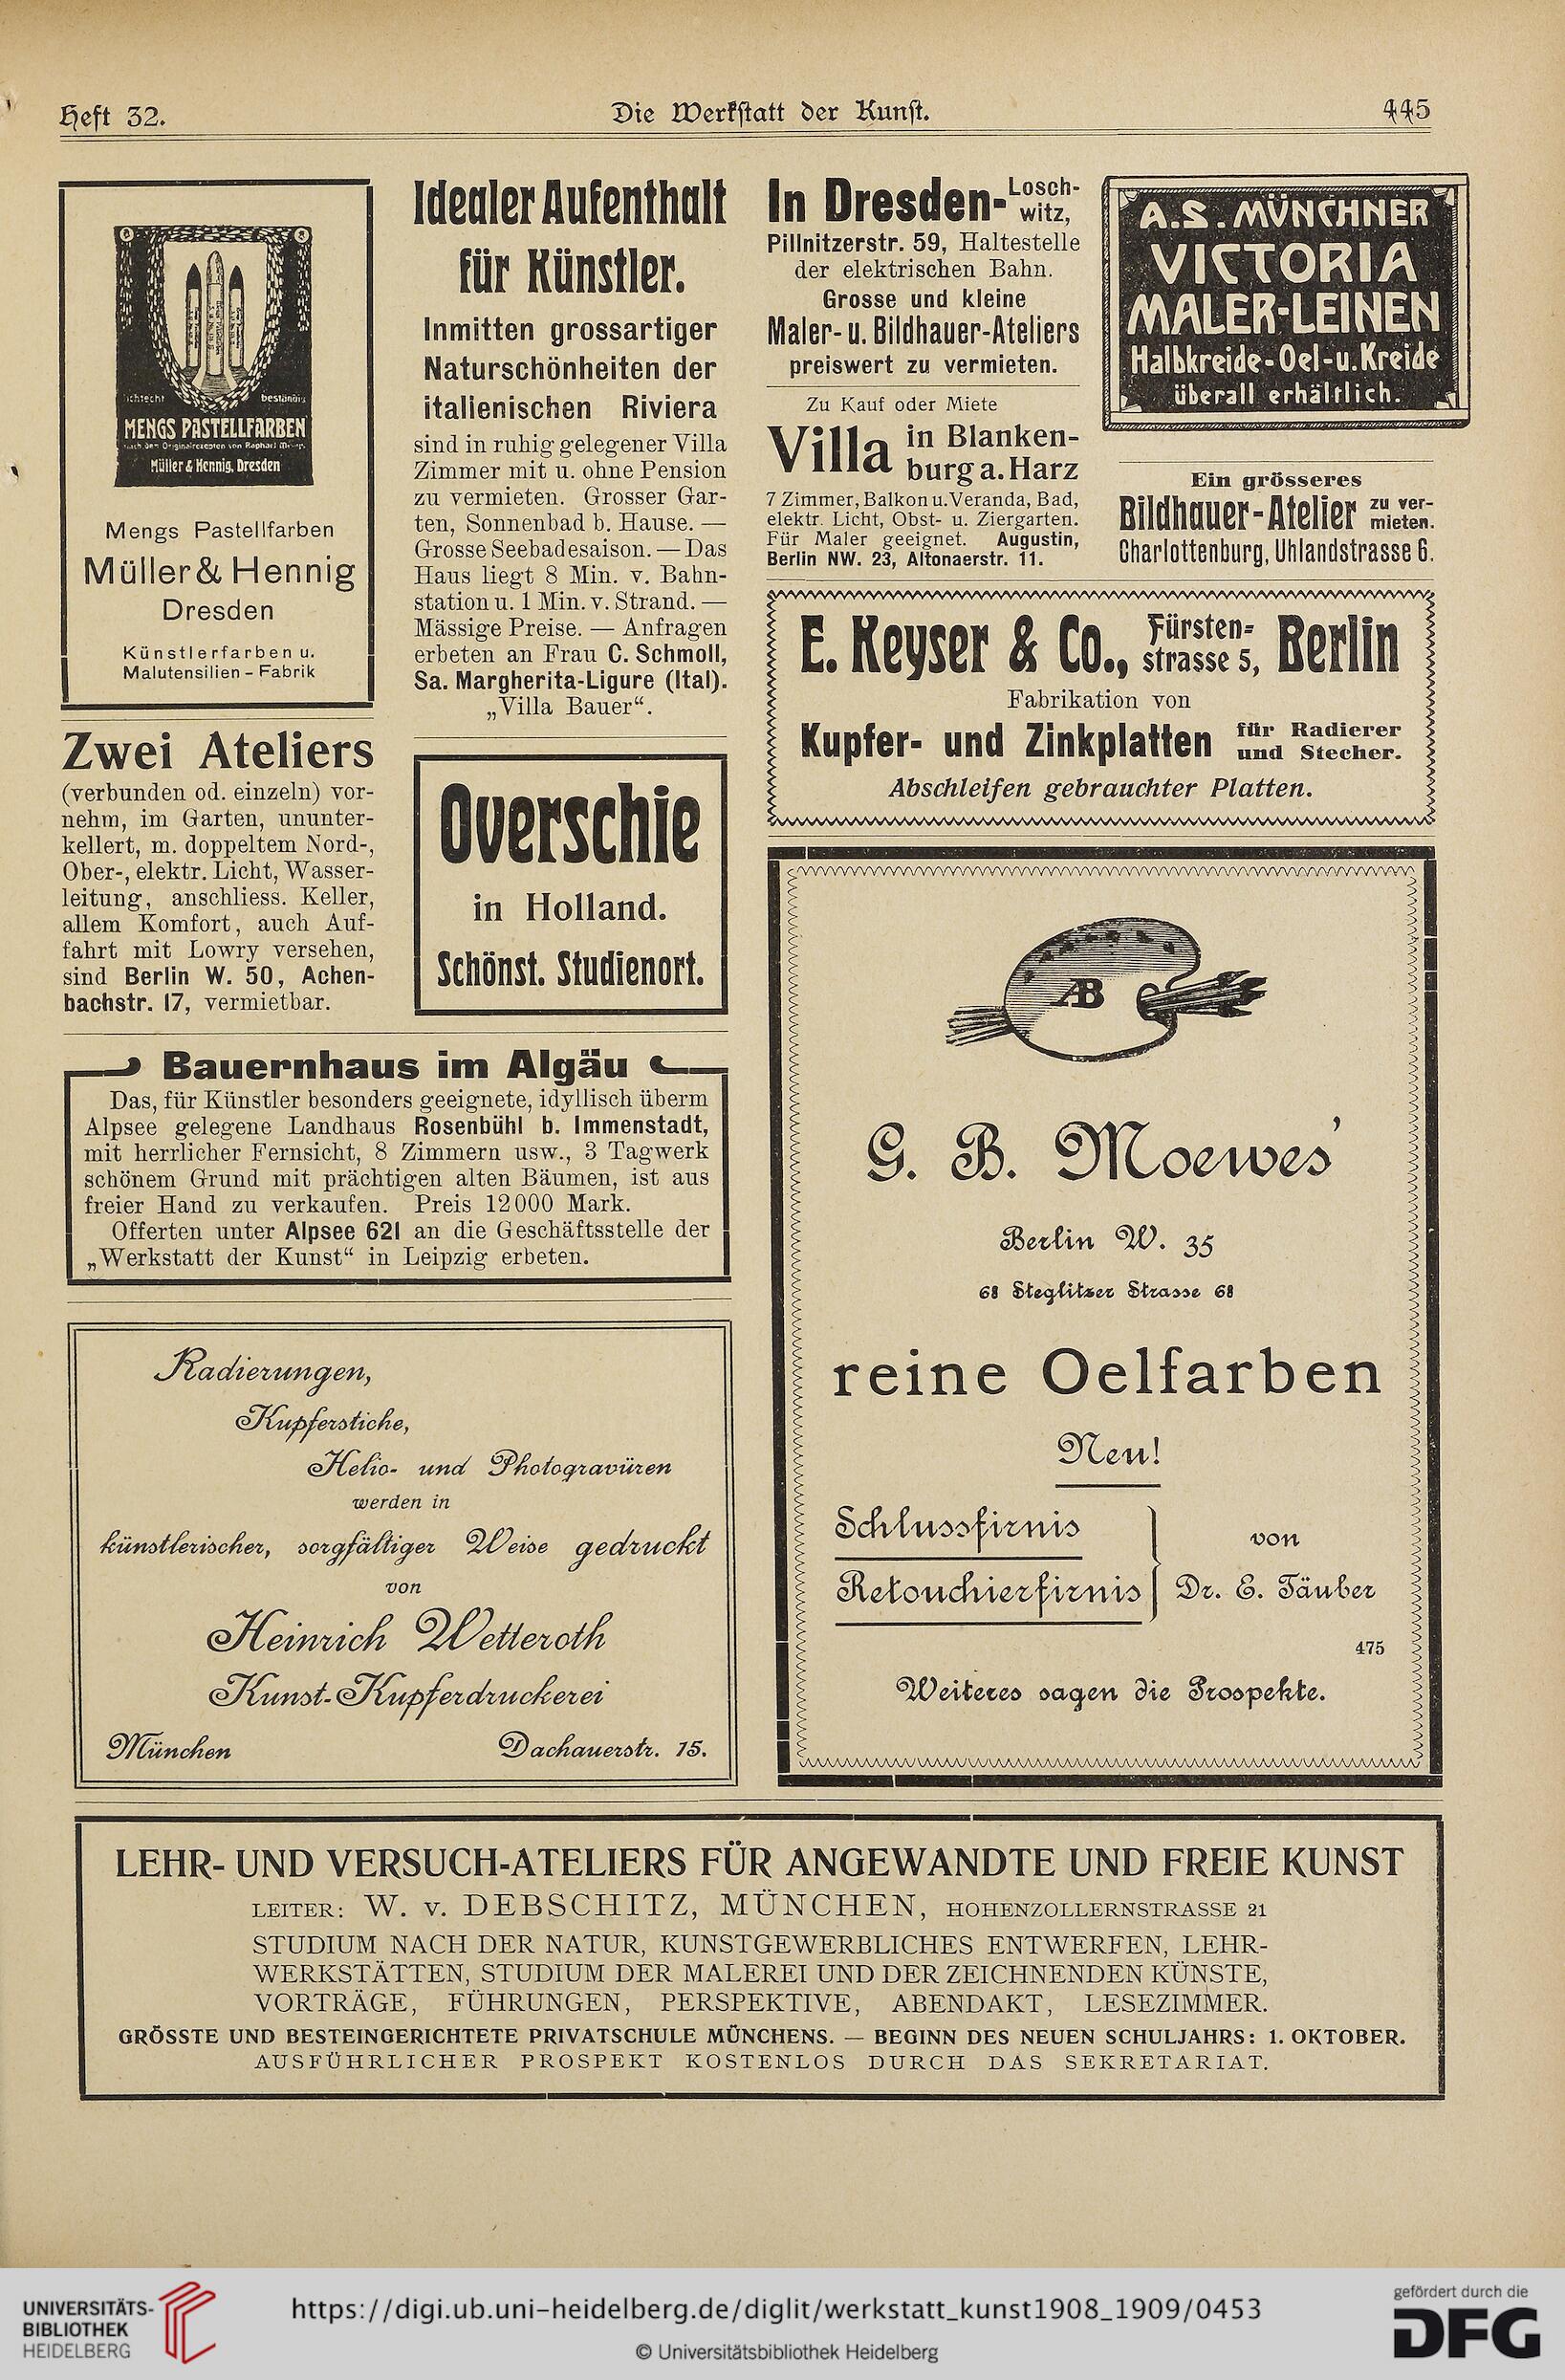 Heft 32.
Die Werkstatt der Kunst.
445
MENGS PASTELLFARBEN
Müller & Hennig, Dresden
Mengs Pastellfarben
Müller & Hennig
Dresden
Künstlerfarben u.
Malutensilien-Fabrik
Zwei Ateliers
(verbunden od. einzeln) vor-
nehm, im Garten, ununter-
kellert, m. doppeltem Nord-,
Ober-, elektr. Licht, Wasser-
leitung, anschliess. Keller,
allem Komfort, auch Auf-
fahrt mit Lowry versehen,
sind Berlin W. 50, Achen-
bachstr. 17, vermietbar.
Idealer Aufenthalt
für Künstler.
Inmitten grossartiger
Naturschönheiten der
italienischen Riviera
sind in ruhig gelegener Villa
Zimmer mit u. ohne Pension
zu vermieten. Grosser Gar-
ten, Sonnenbad b. Hause. —
Grosse Seebadesaison. — Das
Haus liegt 8 Min. v. Bahn-
station u. 1 Min. v. Strand. —
Mässige Preise. — Anfragen
erbeten an Frau C. Schmoll,
Sa. Margherita-Ligure (Ital).
„Villa Bauer“.
Overschie
in Holland.
Schönst. Studienort.
Bauernhaus im Algäu
Das, für Künstler besonders geeignete, idyllisch überm
Alpsee gelegene Landhaus Rosenbühl b. Immenstadt,
mit herrlicher Fernsicht, 8 Zimmern usw., 3 Tagwerk
schönem Grund mit prächtigen alten Bäumen, ist aus
freier Hand zu verkaufen. Preis 12000 Mark.
Offerten unter Alpsee 621 an die Geschäftsstelle der
„Werkstatt der Kunst“ in Leipzig erbeten.
Radierungen,
Kupferstiche,
Helio- und Photogravüren
werden in
künstlerischer, sorgfältiger Weise gedruckt
von
Heinrich Wetteroth
Kunst-Kupferdruckerei
München Dachauerstr. 15.
In Dresden-Losch-
witz,
Pillnitzerstr. 59, Haltestelle
der elektrischen Bahn.
Grosse und kleine
Maler- u. Bildhauer-Ateliers
preiswert zu vermieten.
Zu Kauf oder Miete
Villa in Blanken-
burg a. Harz
7 Zimmer, Balkon u. Veranda, Bad,
elektr. Licht, Obst- u. Ziergarten.
Für Maler geeignet. Augustin,
Berlin NW. 23, Altonaerstr. 11.
A.S. MÜNCHNER
VICTORIA
MALER-LEINEN
Halbkreide-Oel-u. Kreide
überall erhältlich.
Ein grösseres
Bildhauer-Atelier zu ver-
mieten.
Charlottenburg, Uhlandstrasse 6.
E. Keyser & Co., Fürsten-
strasse 5, Berlin
Fabrikation von
Kupfer- und Zinkplatten für Radierer
und Stecher.
Abschleifen gebrauchter Platten.
G. B. Moewes'
Berlin W. 35
68 Steglitzer Strasse 68
reine Oelfarben
Neu!
Schlussfirnis
Retouchierfirnis
von
Dr. E. Täuber
475
Weiteres sagen die Prospekte.
LEHR- UND VERSUCH-ATELIERS FÜR ANGEWANDTE UND FREIE KUNST
LEITER: W. v. DEBSCHITZ, MÜNCHEN, HOHENZOLLERNSTRASSE 21
STUDIUM NACH DER NATUR, KUNSTGEWERBLICHES ENTWERFEN, LEHR-
WERKSTÄTTEN, STUDIUM DER MALEREI UND DER ZEICHNENDEN KÜNSTE,
VORTRÄGE, FÜHRUNGEN, PERSPEKTIVE, ABENDAKT, LESEZIMMER.
GRÖSSTE UND BESTEINGERICHTETE PRIVATSCHULE MÜNCHENS. — BEGINN DES NEUEN SCHULJAHRS: 1. OKTOBER.
AUSFÜHRLICHER PROSPEKT KOSTENLOS DURCH DAS SEKRETARIAT.
UNIVERSITÄTS-
BIBLIOTHEK
HEIDELBERG
https://digi.ub.uni-heidelberg.de/diglit/werkstatt_kunst1908_1909/0453
© Universitätsbibliothek Heidelberg
gefördert durch die
DFG